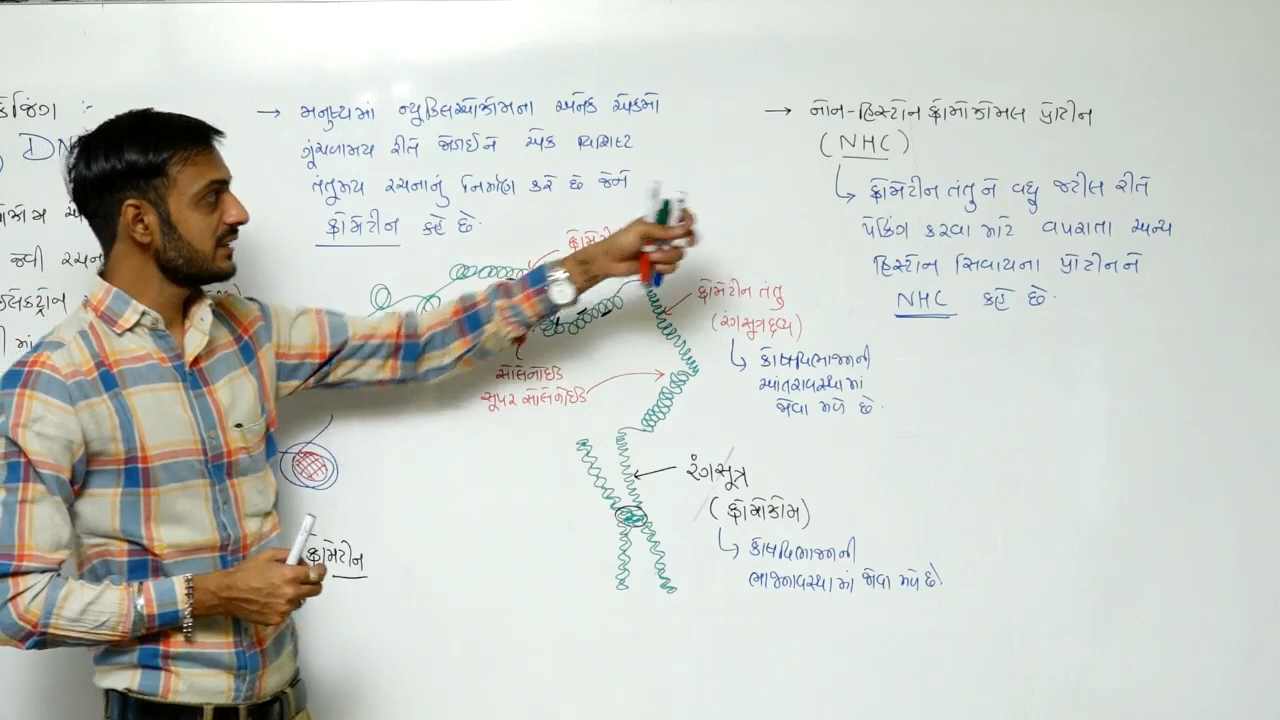 DN
→ મનુષ્યમાં ન્યુક્લિઓઝોમના અનેક એકમો
ગૂંચળામય રીતે જોડાઈને એક વિશિષ્ટ
તંતુમય રચનાનું નિર્માણ કરે છે જેને
ક્રોમેટીન કહે છે.
સોલેનોઈડ
સૂપર સોલેનોઈડ
ક્રોમેટીન તંતુ
(રંગસૂત્રદ્રવ્ય)
↳ કોષવિભાજનની
આંતરાવસ્થામાં
જોવા મળે છે.
રંગસૂત્ર
(ક્રોમોઝોમ)
↳ કોષવિભાજનની
ભાજનાવસ્થામાં જોવા મળે છે.
→ નોન-હિસ્ટોન ક્રોમોઝોમલ પ્રોટીન
(NHC)
↳ ક્રોમેટીન તંતુને વધુ જટીલ રીતે
પેકિંગ કરવા માટે વપરાતા અન્ય
હિસ્ટોન સિવાયના પ્રોટીનને
NHC કહે છે.
ક્રોમેટીન